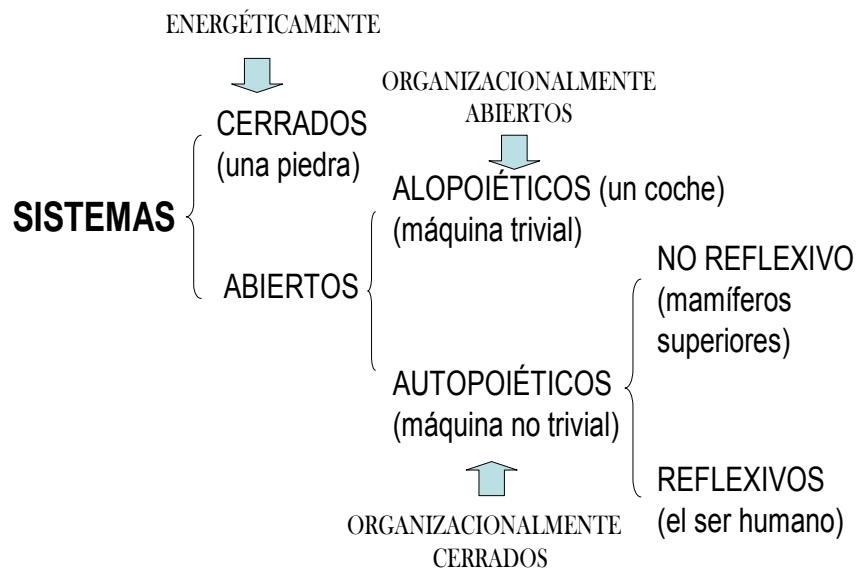 ENERGÉTICAMENTE
ORGANIZACIONALMENTE
ABIERTOS
CERRADOS
(una piedra)
SISTEMAS
ALOPOIÉTICOS (un coche)
(máquina trivial)
ABIERTOS
NO REFLEXIVO
(mamíferos
superiores)
AUTOPOIÉTICOS
(máquina no trivial)
REFLEXIVOS
(el ser humano)
ORGANIZACIONALMENTE
CERRADOS